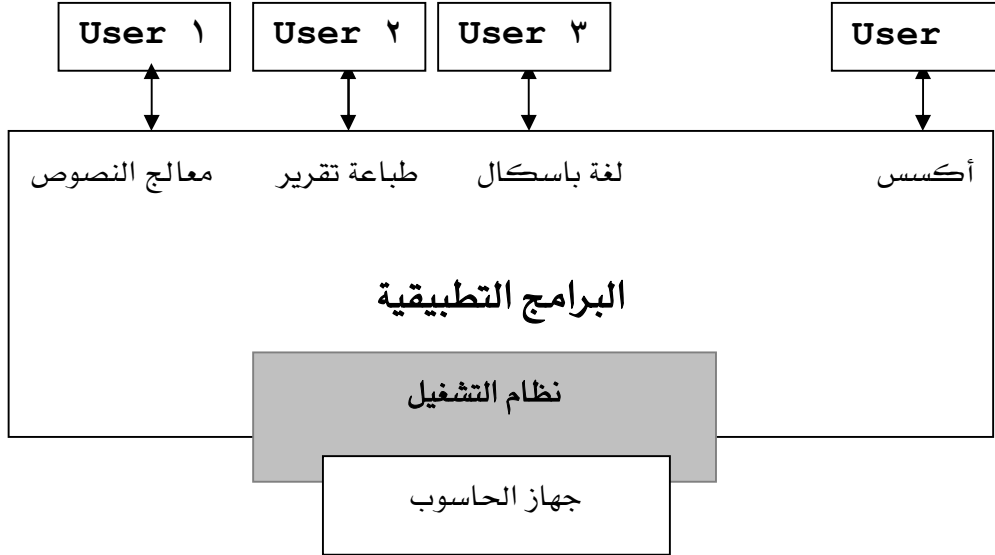 User ١
User ٢
User ٣
User
معالج النصوص
طباعة تقرير
لغة باسكال
أكسس
البرامج التطبيقية
نظام التشغيل
جهاز الحاسوب